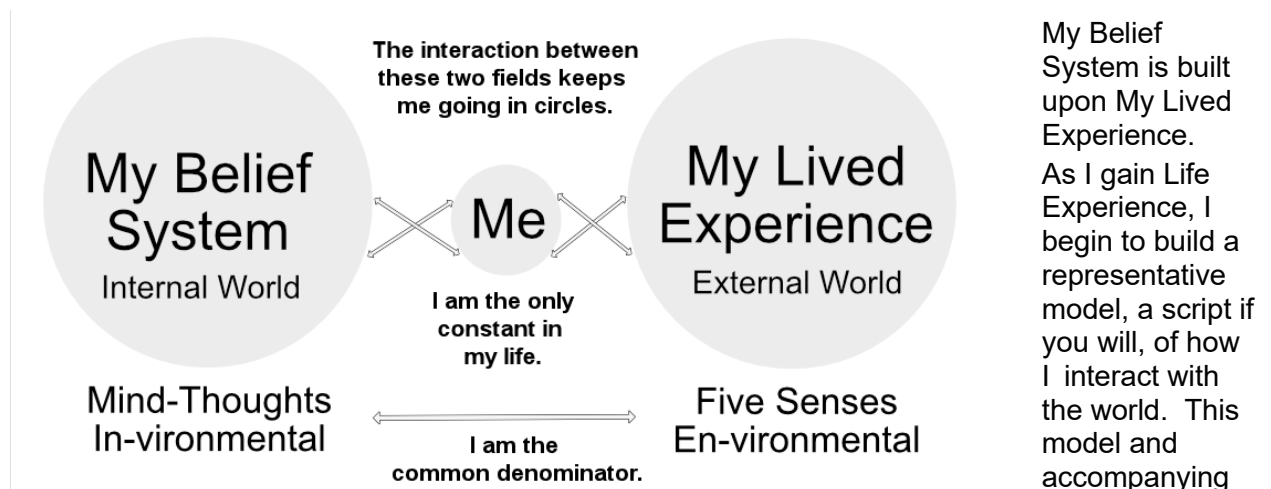 The interaction between
these two fields keeps
me going in circles.
My Belief
System
Internal World
Me
My Lived
Experience
External World
I am the only
constant in
my life.
Mind-Thoughts
In-vironmental
Five Senses
En-vironmental
I am the
common denominator.
My Belief
System is built
upon My Lived
Experience.
As I gain Life
Experience, I
begin to build a
representative
model, a script if
you will, of how
I  interact with
the world.  This
model and
accompanying